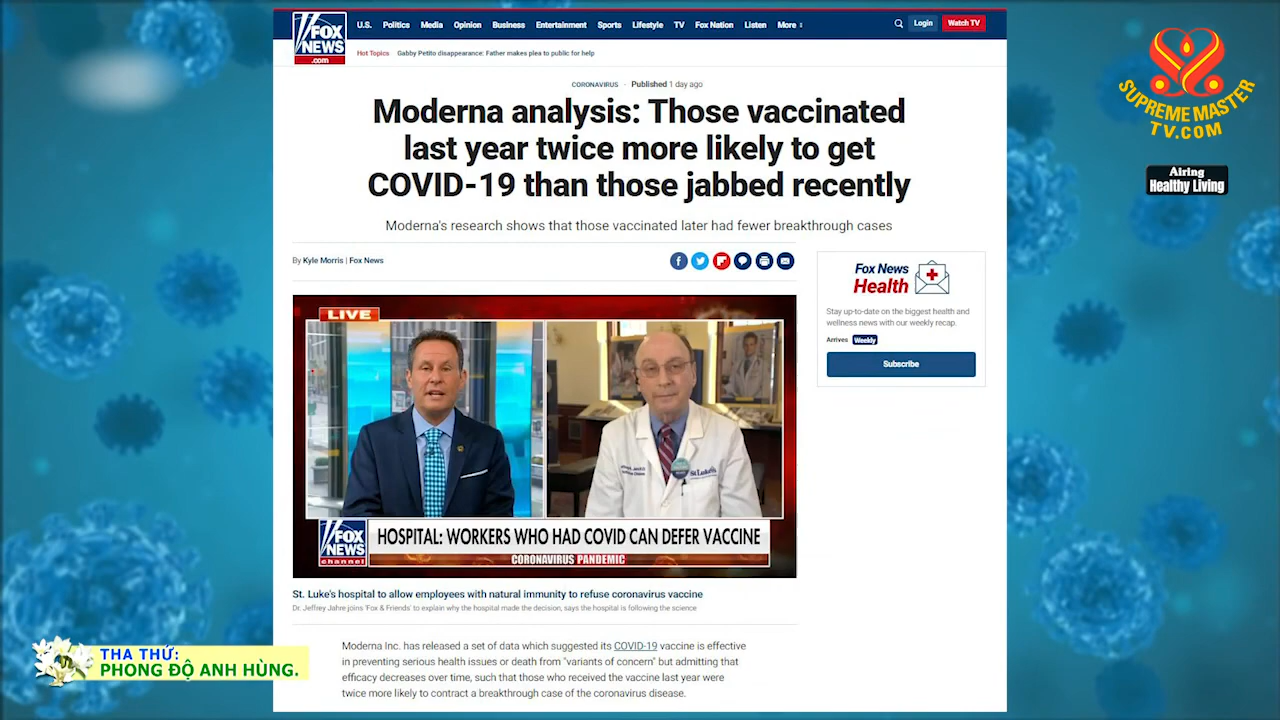 FOX
NEWS
.com
U.S. Politics Media Opinion Business Entertainment Sports Lifestyle TV Fox Nation Listen More
Login Watch TV
Hot Topics Gabby Petito disappearance: Father makes plea to public for help
SUPREME MASTER
TV.COM
Airing
Healthy Living
CORONAVIRUS · Published 1 day ago
Moderna analysis: Those vaccinated
last year twice more likely to get
COVID-19 than those jabbed recently
Moderna's research shows that those vaccinated later had fewer breakthrough cases
By Kyle Morris | Fox News
Fox News
Health
Stay up-to-date on the biggest health and
wellness news with our weekly recap.
Arrives Weekly
Subscribe
LIVE
St Luke's
FOX
NEWS
channel
HOSPITAL: WORKERS WHO HAD COVID CAN DEFER VACCINE
CORONAVIRUS PANDEMIC
St. Luke's hospital to allow employees with natural immunity to refuse coronavirus vaccine
Dr. Jeffrey Jahre joins 'Fox & Friends' to explain why the hospital made the decision, says the hospital is following the science
Moderna Inc. has released a set of data which suggested its COVID-19 vaccine is effective
in preventing serious health issues or death from "variants of concern" but admitting that
efficacy decreases over time, such that those who received the vaccine last year were
twice more likely to contract a breakthrough case of the coronavirus disease.
THA THỨ:
PHONG ĐỘ ANH HÙNG.